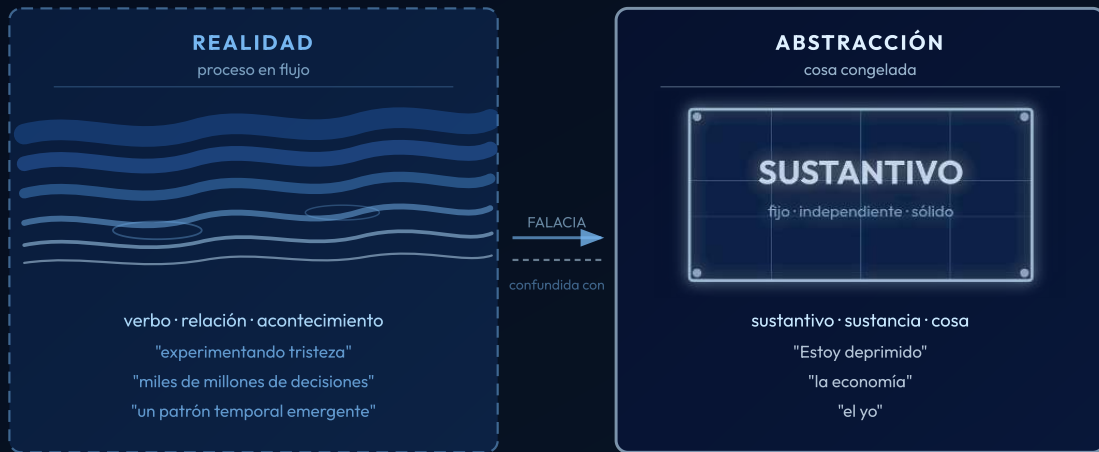 REALIDAD
proceso en flujo
verbo · relación · acontecimiento
"experimentando tristeza"
"miles de millones de decisiones"
"un patrón temporal emergente"
FALACIA
confundida con
ABSTRACCIÓN
cosa congelada
SUSTANTIVO
fijo · independiente · sólido
sustantivo · sustancia · cosa
"Estoy deprimido"
"la economía"
"el yo"